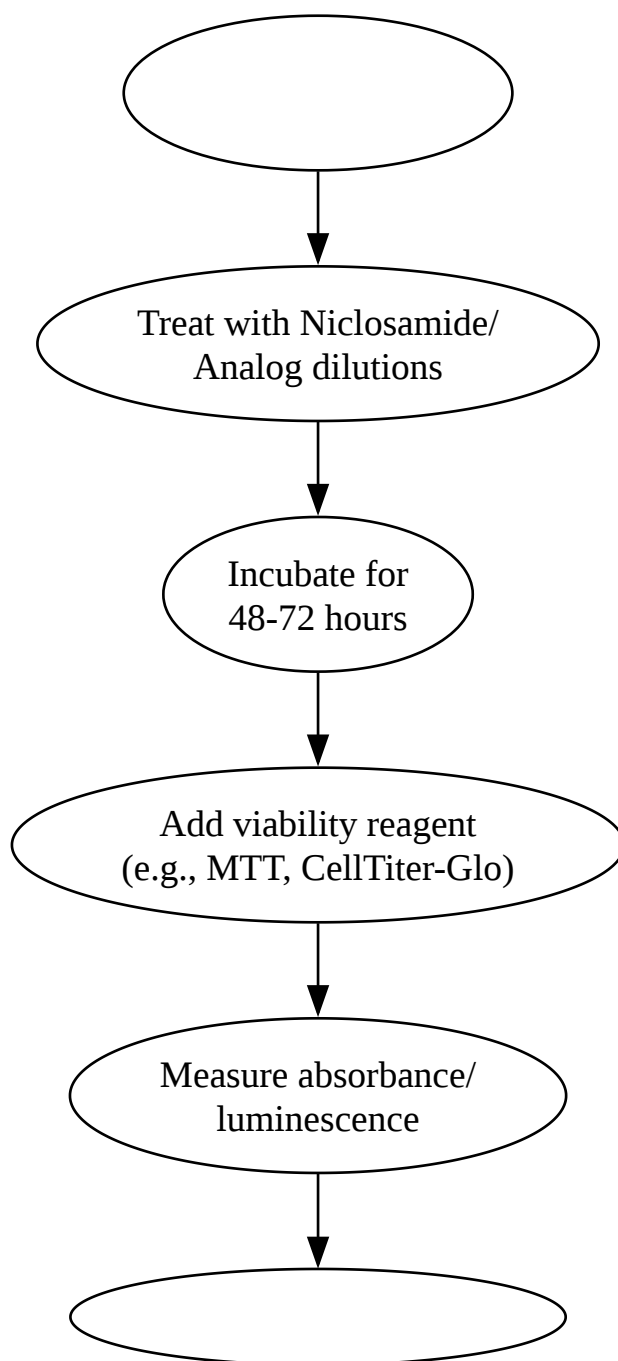 Treat with Niclosamide/
Analog dilutions
Incubate for
48-72 hours
Add viability reagent
(e.g., MTT, CellTiter-Glo)
Measure absorbance/
luminescence